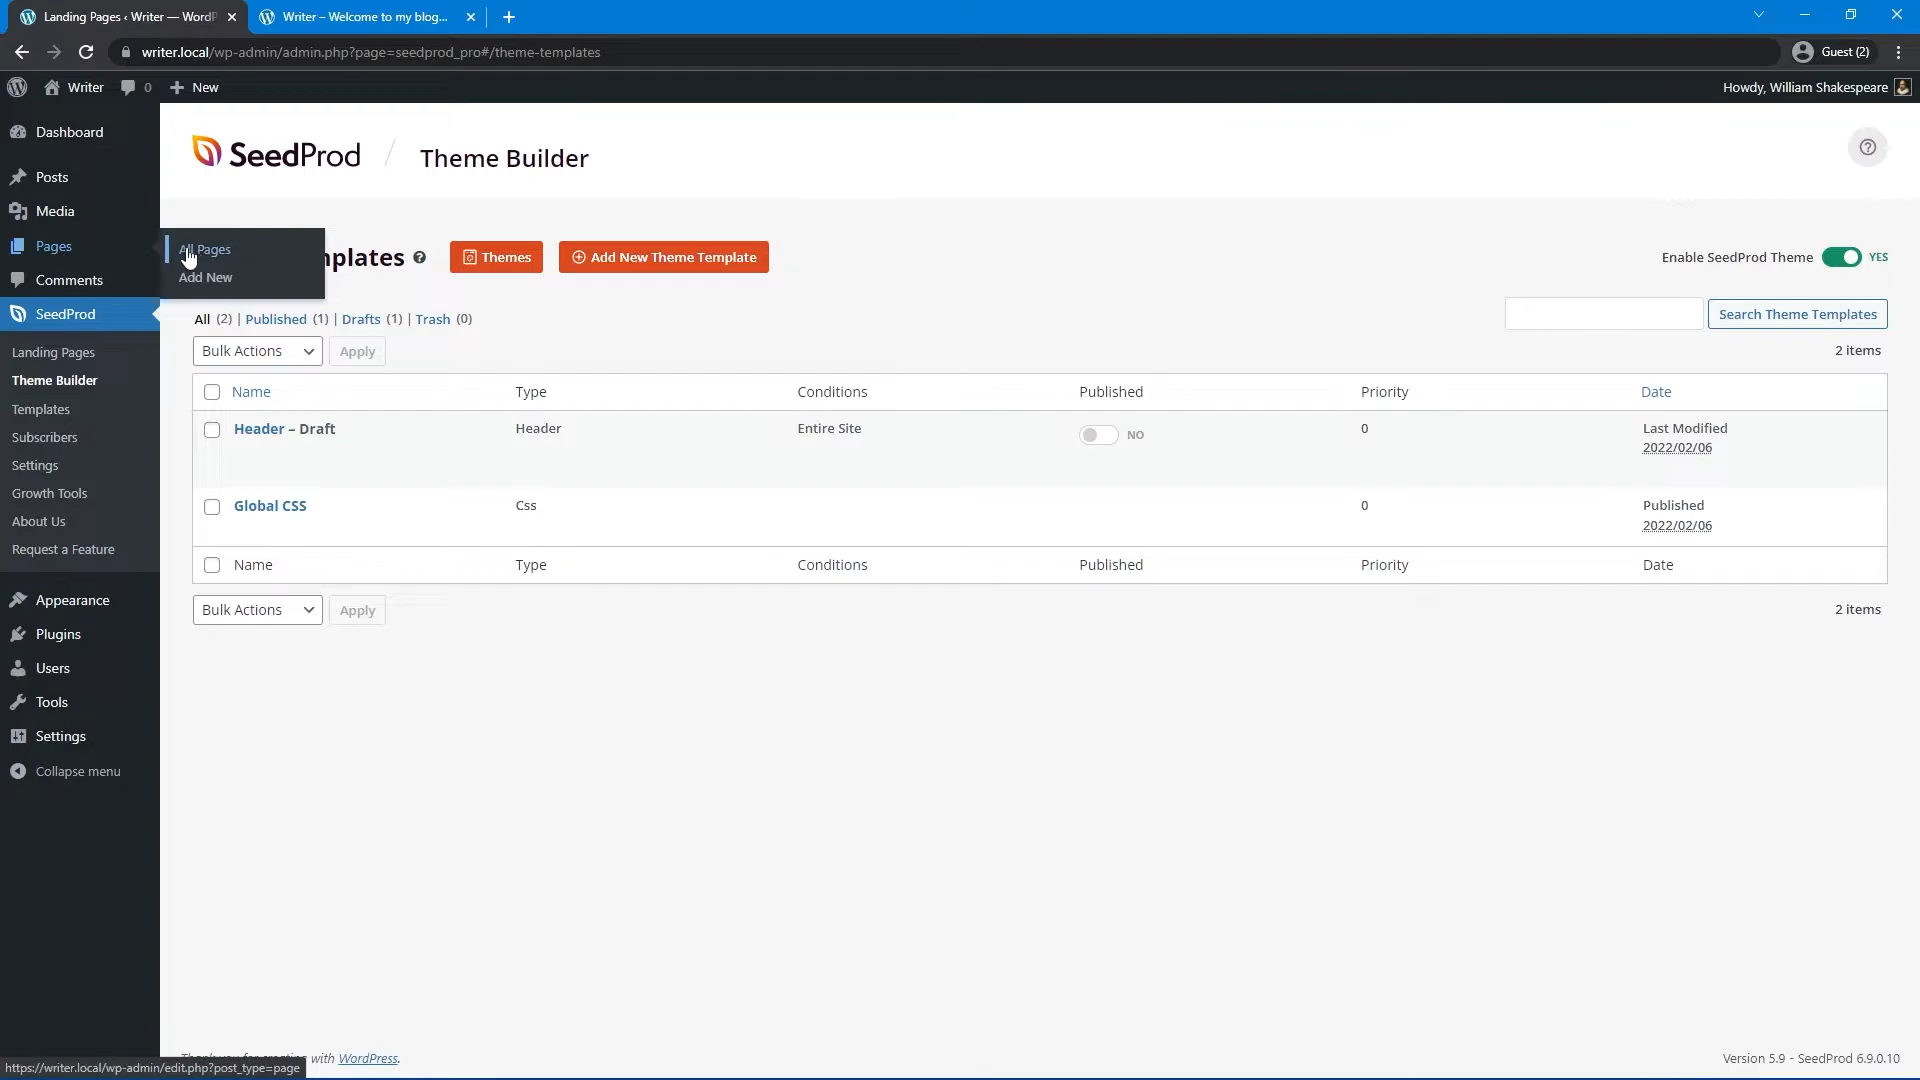 Landing Pages ‹ Writer — WordP
Writer – Welcome to my blog...
writer.local/wp-admin/admin.php?page=seedprod_pro#/theme-templates
Guest (2)
Writer
0
New
Howdy, William Shakespeare
Dashboard
Posts
Media
Pages
Comments
SeedProd
Landing Pages
Theme Builder
Templates
Subscribers
Settings
Growth Tools
About Us
Request a Feature
Appearance
Plugins
Users
Tools
Settings
Collapse menu
All Pages
Add New
SeedProd / Theme Builder
mplates
Themes
Add New Theme Template
Enable SeedProd Theme YES
All (2) | Published (1) | Drafts (1) | Trash (0)
Search Theme Templates
Bulk Actions Apply
2 items
Name Type Conditions Published Priority Date
Header – Draft Header Entire Site NO 0 Last Modified
2022/02/06
Global CSS Css 0 Published
2022/02/06
Name Type Conditions Published Priority Date
Bulk Actions Apply
2 items
with WordPress.
Version 5.9 - SeedProd 6.9.0.10
https://writer.local/wp-admin/edit.php?post_type=page